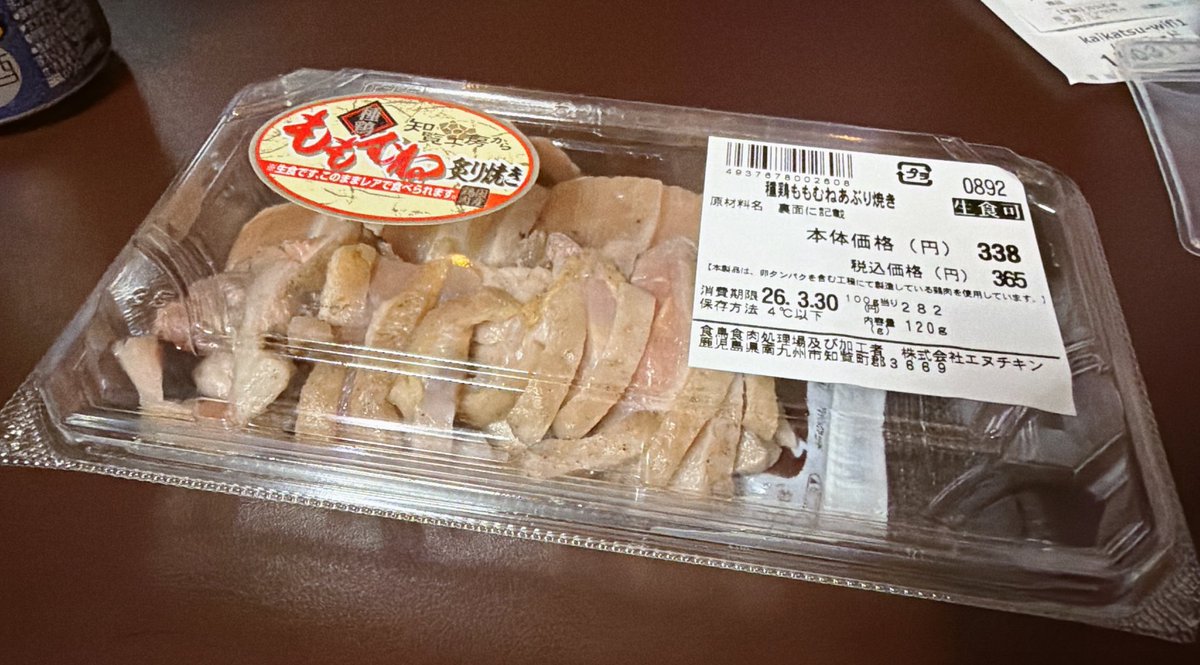 知覧工房から
種鶏
ももむね
炙り焼き
※生食です。このままレアで食べられます。
4937678002608
タテ
0892
種鶏ももむねあぶり焼き
生食可
原材料名 裏面に記載
本体価格(円) 338
税込価格(円) 365
【本製品は、卵タンパクを含む工程にて製造している鶏肉を使用しています。】
消費期限 26.3.30 100g当り(円) 282
保存方法 4℃以下 内容量(g) 120g
食鳥食肉処理場及び加工者 株式会社エヌチキン
鹿児島県南九州市知覧町郡3669
kaikatsu-wifi1